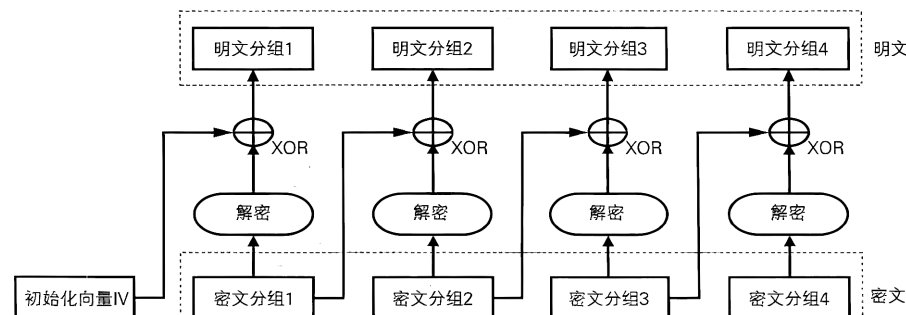 明文分组1 明文分组2 明文分组3 明文分组4 明文
XOR XOR XOR XOR
解密 解密 解密 解密
初始化向量IV 密文分组1 密文分组2 密文分组3 密文分组4 密文